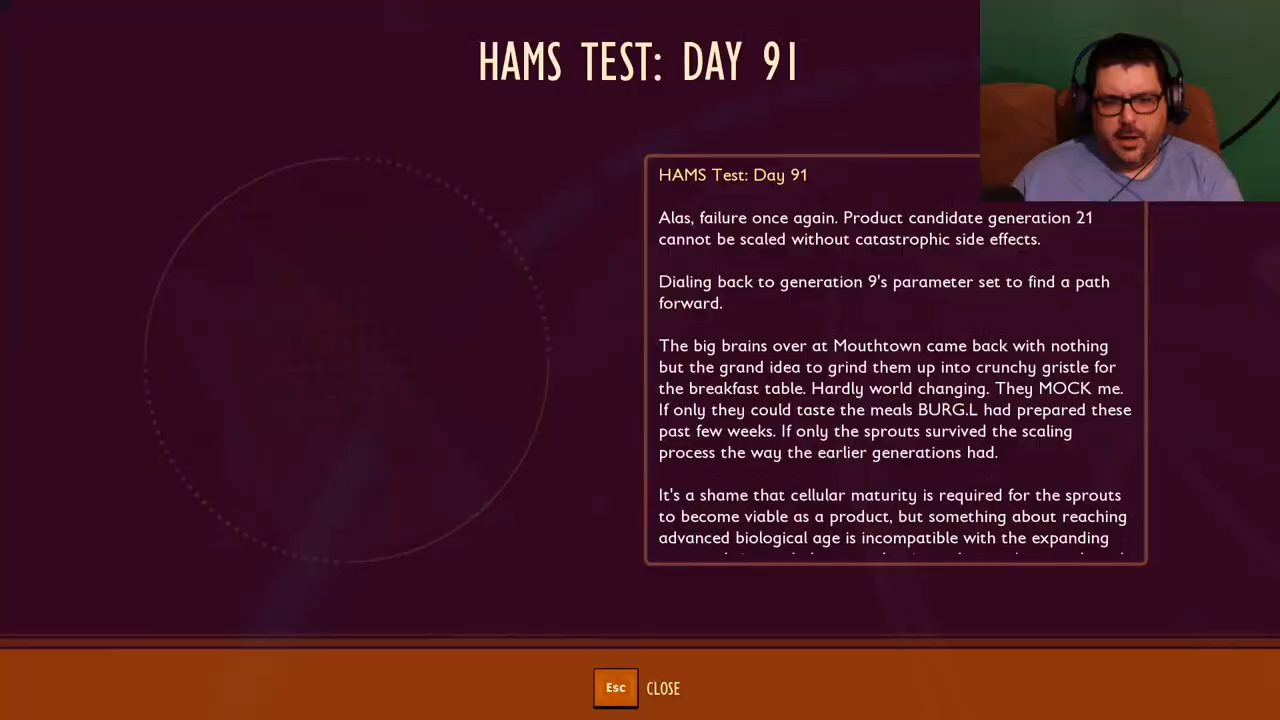 HAMS TEST: DAY 91
HAMS Test: Day 91
Alas, failure once again. Product candidate generation 21
cannot be scaled without catastrophic side effects.
Dialing back to generation 9's parameter set to find a path
forward.
The big brains over at Mouthtown came back with nothing
but the grand idea to grind them up into crunchy gristle for
the breakfast table. Hardly world changing. They MOCK me.
If only they could taste the meals BURG.L had prepared these
past few weeks. If only the sprouts survived the scaling
process the way the earlier generations had.
It's a shame that cellular maturity is required for the sprouts
to become viable as a product, but something about reaching
advanced biological age is incompatible with the expanding
Esc CLOSE